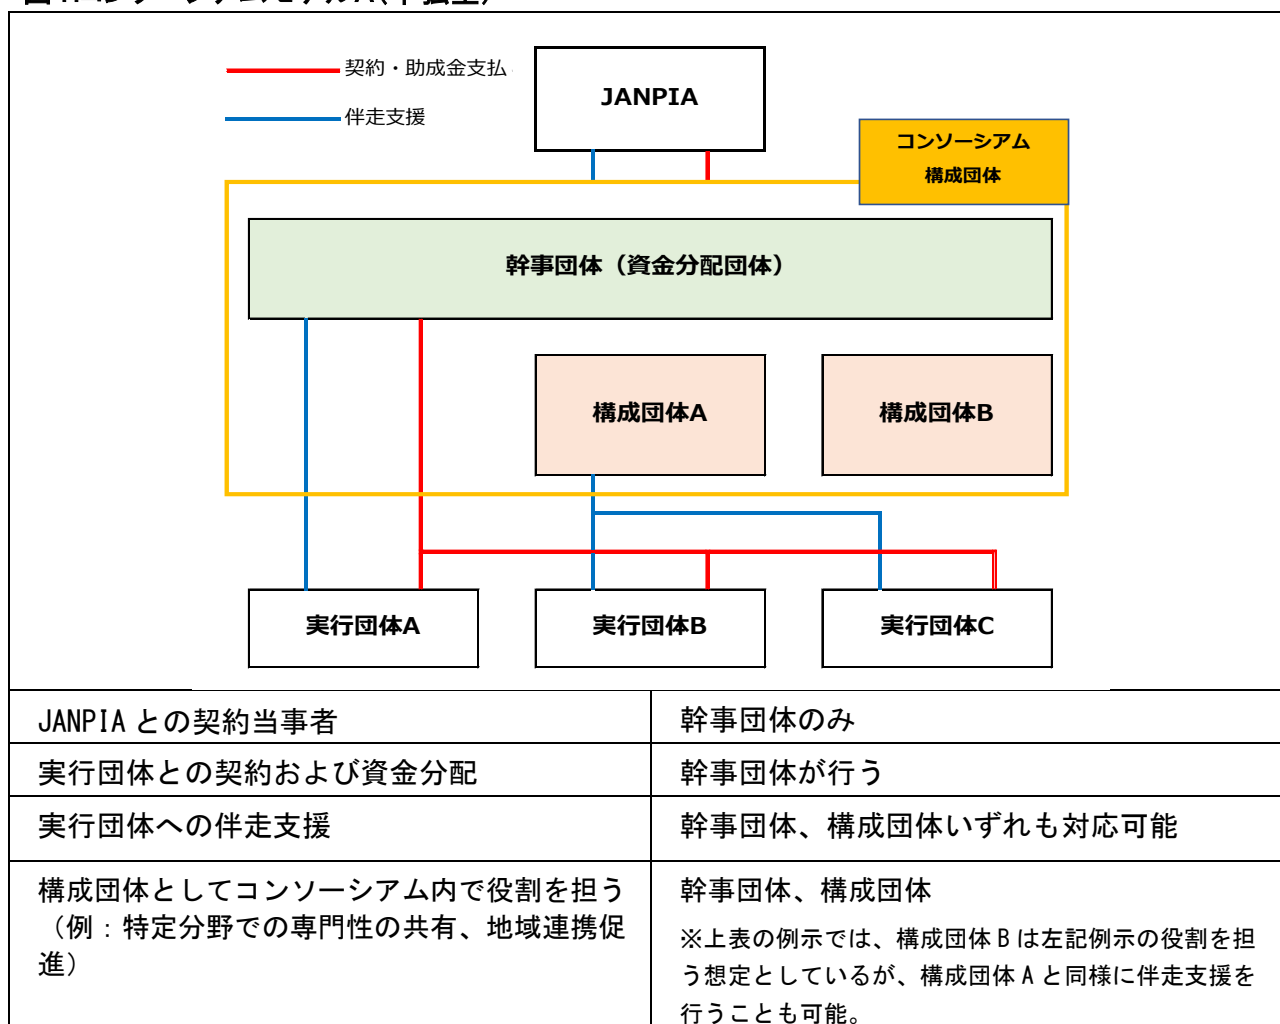 契約・助成金支払
伴走支援
JANPIA
コンソーシアム
構成団体
幹事団体（資金分配団体）
構成団体A
構成団体B
実行団体A
実行団体B
実行団体C
JANPIA との契約当事者
幹事団体のみ
実行団体との契約および資金分配
幹事団体が行う
実行団体への伴走支援
幹事団体、構成団体いずれも対応可能
構成団体としてコンソーシアム内で役割を担う
（例：特定分野での専門性の共有、地域連携促
進）
幹事団体、構成団体
※上表の例示では、構成団体 B は左記例示の役割を担
う想定としているが、構成団体 A と同様に伴走支援を
行うことも可能。